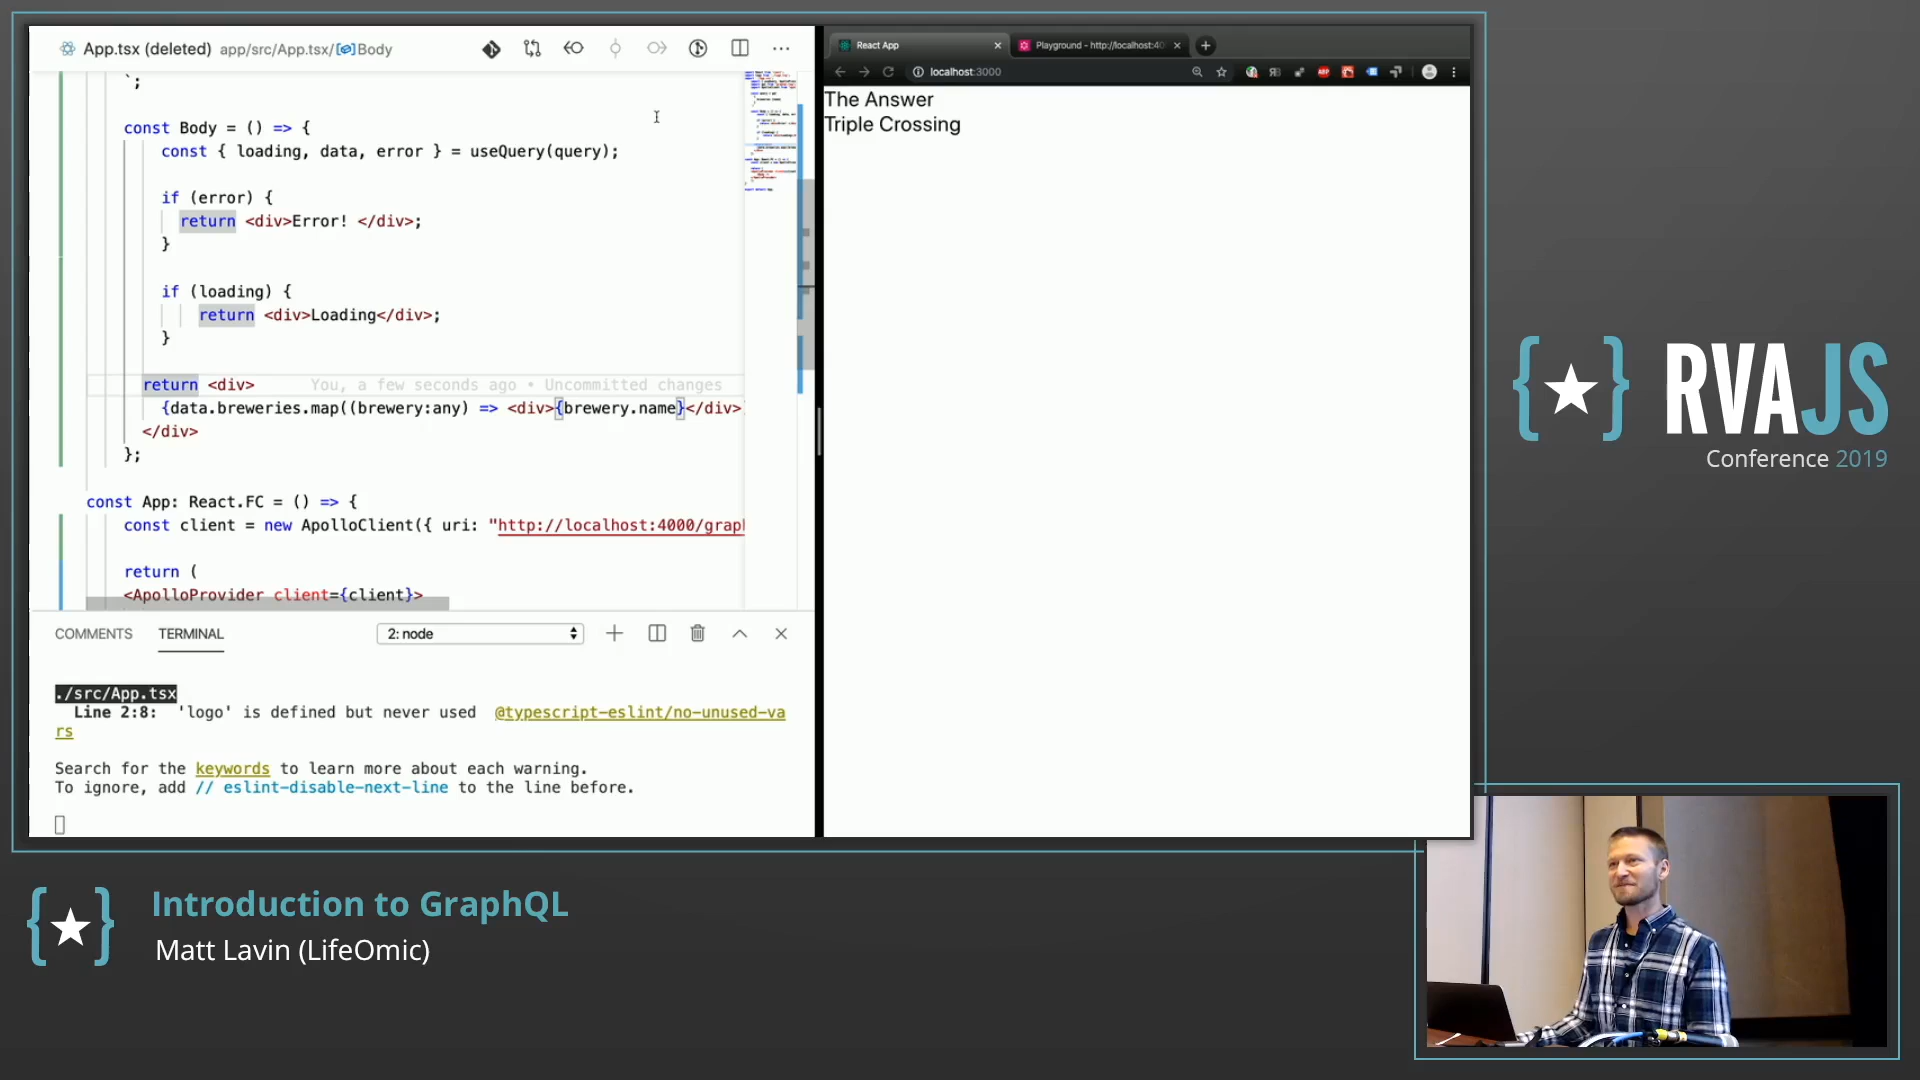 App.tsx (deleted) app/src/App.tsx/Body
`;
const Body = () => {
const { loading, data, error } = useQuery(query);
if (error) {
return <div>Error! </div>;
}
if (loading) {
return <div>Loading</div>;
}
return <div> You, a few seconds ago • Uncommitted changes
{data.breweries.map((brewery:any) => <div>{brewery.name}</div>
</div>
};
const App: React.FC = () => {
const client = new ApolloClient({ uri: "http://localhost:4000/graph
return (
<ApolloProvider client={client}>
COMMENTS TERMINAL 2: node
./src/App.tsx
Line 2:8: 'logo' is defined but never used @typescript-eslint/no-unused-va
rs
Search for the keywords to learn more about each warning.
To ignore, add // eslint-disable-next-line to the line before.
React App
Playground - http://localhost:40
localhost:3000
ABP
The Answer
Triple Crossing
{★} RVAJS
Conference 2019
Introduction to GraphQL
Matt Lavin (LifeOmic)